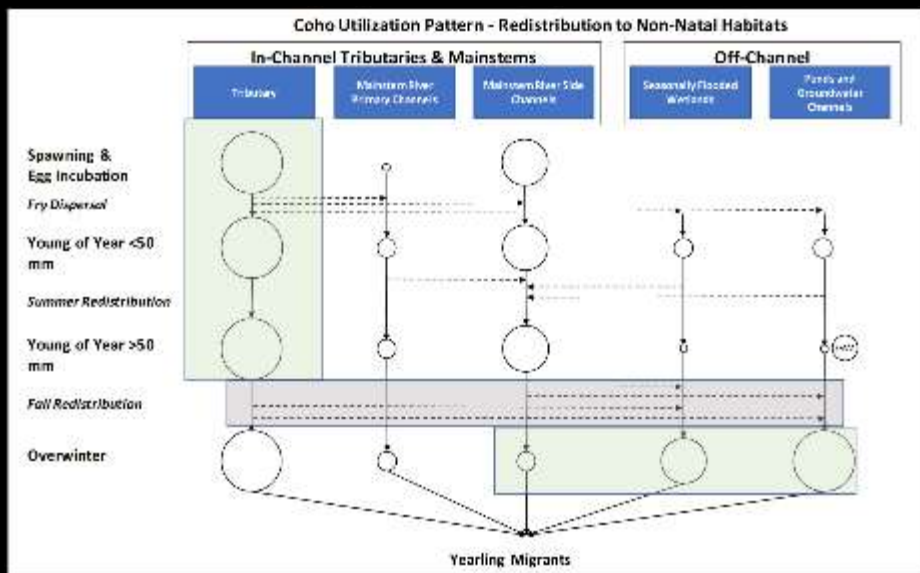 Coho Utilization Pattern - Redistribution to Non-Natal Habitats
In-Channel Tributaries & Mainstems
Off-Channel
Tributary
Mainstem River
Primary Channels
Mainstem River Side
Channels
Seasonally Flooded
Wetlands
Ponds and
Groundwater
Channels
Spawning &
Egg Incubation
Fry Dispersal
Young of Year <50
mm
Summer Redistribution
Young of Year >50
mm
Fall Redistribution
Overwinter
Yearling Migrants